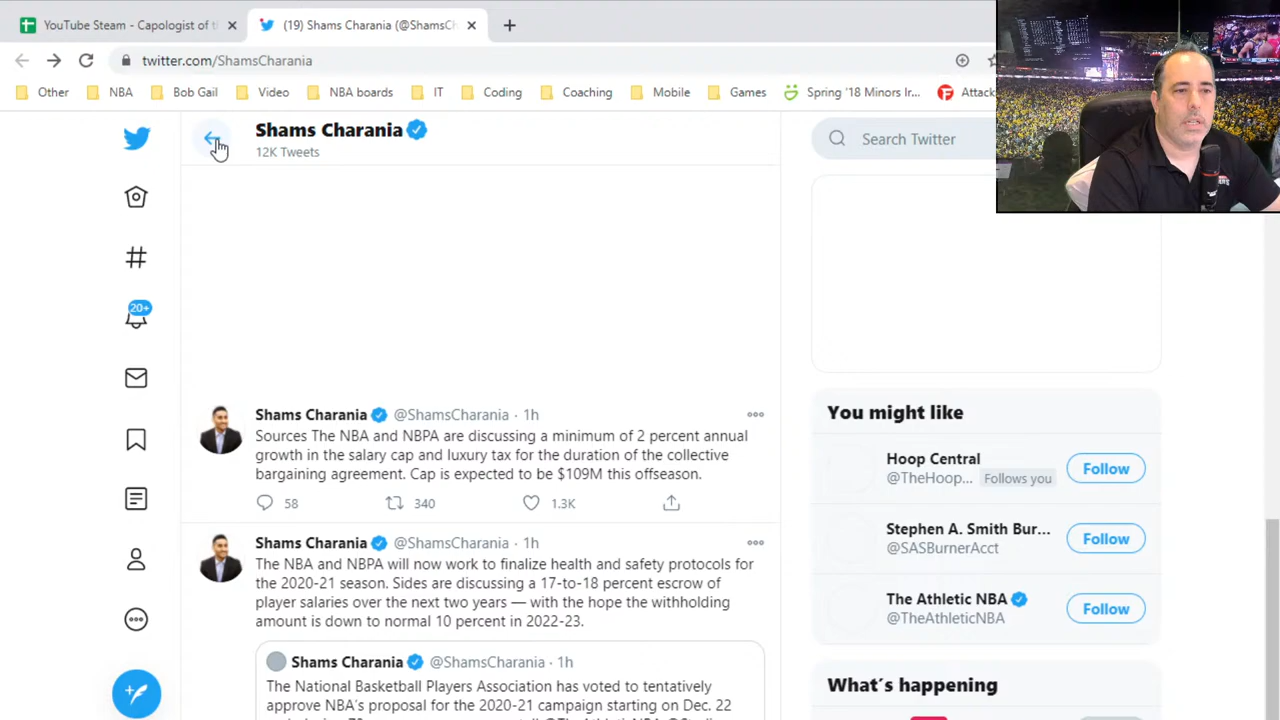 YouTube Steam - Capologist of t
(19) Shams Charania (@ShamsCh
twitter.com/ShamsCharania
Other NBA Bob Gail Video NBA boards IT Coding Coaching Mobile Games Spring '18 Minors Ir... Attack
Shams Charania
12K Tweets
Search Twitter
20+
Shams Charania @ShamsCharania · 1h
Sources The NBA and NBPA are discussing a minimum of 2 percent annual
growth in the salary cap and luxury tax for the duration of the collective
bargaining agreement. Cap is expected to be $109M this offseason.
58 340 1.3K
Shams Charania @ShamsCharania · 1h
The NBA and NBPA will now work to finalize health and safety protocols for
the 2020-21 season. Sides are discussing a 17-to-18 percent escrow of
player salaries over the next two years — with the hope the withholding
amount is down to normal 10 percent in 2022-23.
Shams Charania @ShamsCharania · 1h
The National Basketball Players Association has voted to tentatively
approve NBA's proposal for the 2020-21 campaign starting on Dec. 22
You might like
Hoop Central
@TheHoop... Follows you
Follow
Stephen A. Smith Bur...
@SASBurnerAcct
Follow
The Athletic NBA
@TheAthleticNBA
Follow
What's happening